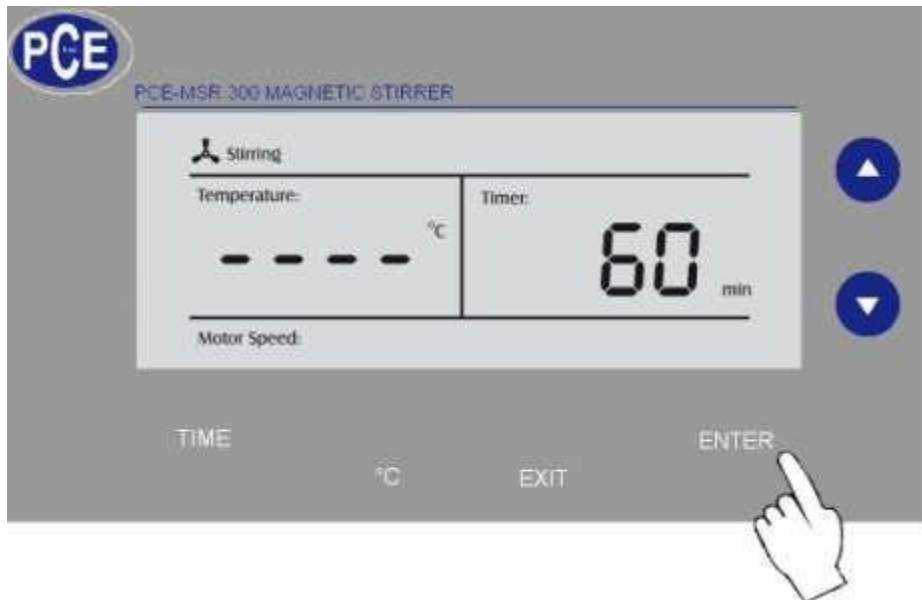 PCE
PCE-MSR 300 MAGNETIC STIRRER
Stirring
Temperature:
°C
- - - -
Timer:
60
min
Motor Speed:
TIME
ENTER
°C
EXIT